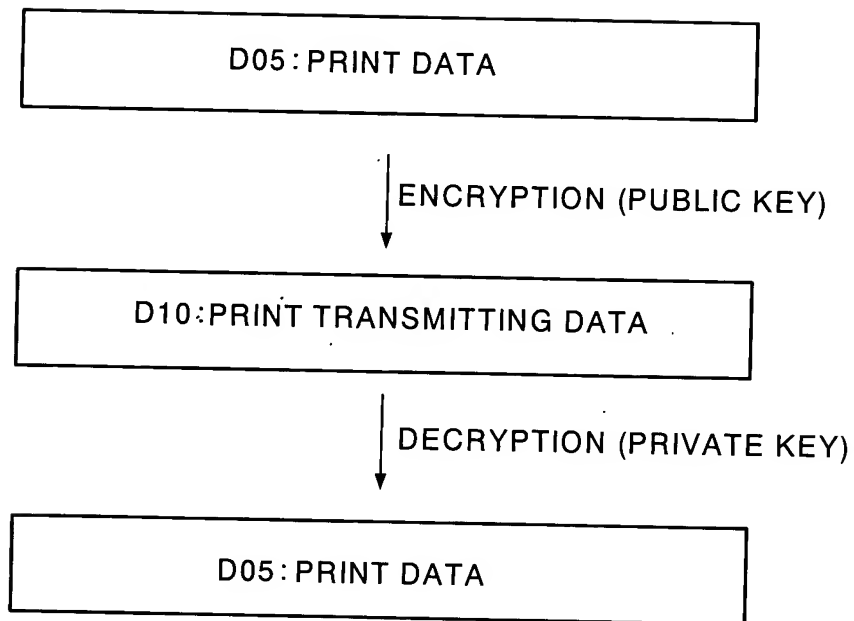 D05:PRINT DATA
ENCRYPTION (PUBLIC KEY)
D10:PRINT TRANSMITTING DATA
DECRYPTION (PRIVATE KEY)
D05:PRINT DATA